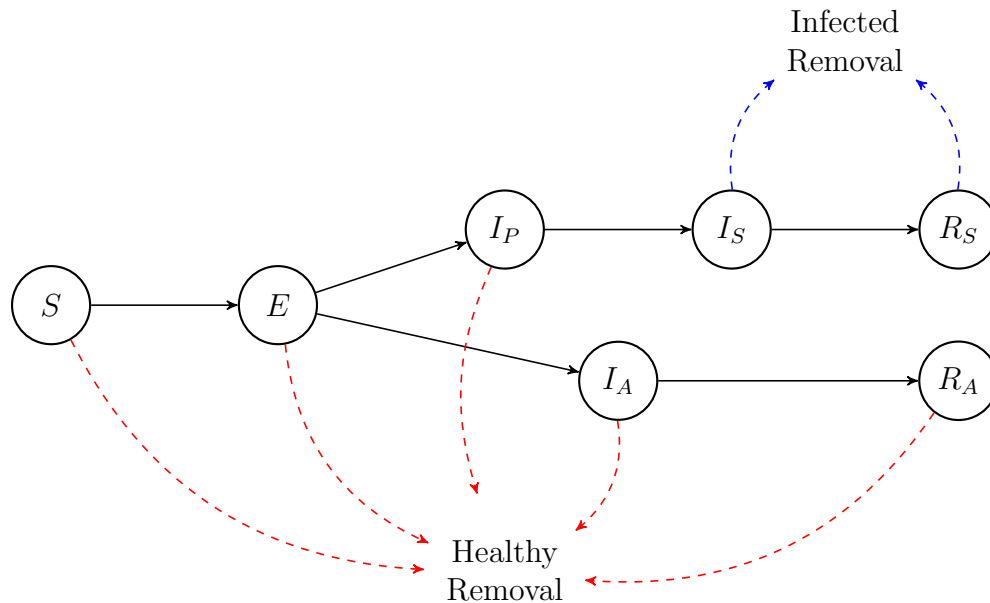 Infected
Removal
I_P
I_S
R_S
S
E
I_A
R_A
Healthy
Removal